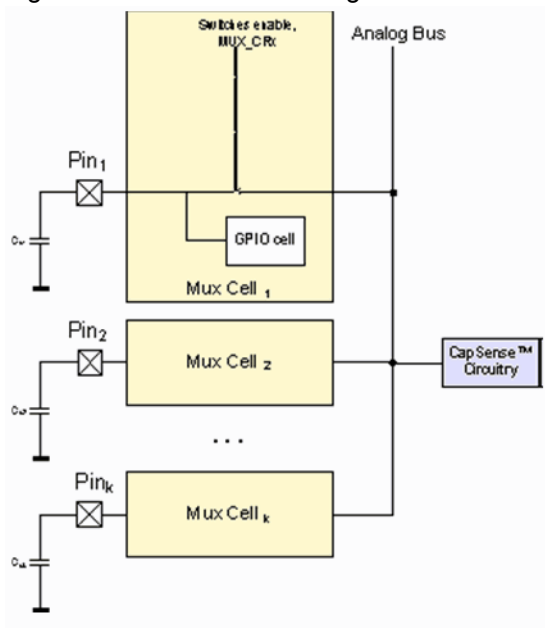 Switches enable,
MUX_CRx
Analog Bus
Pin1
GPIO cell
Mux Cell 1
Pin2
Mux Cell 2
CapSense™
Circuitry
...
Pink
Mux Cell k